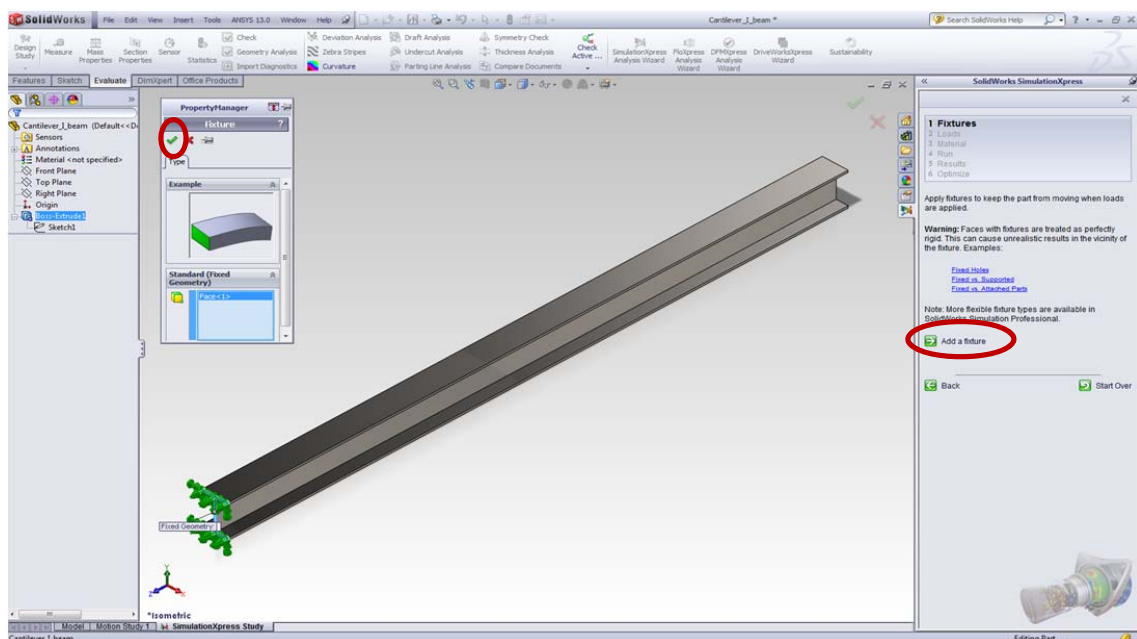 SolidWorks File Edit View Insert Tools ANSYS 13.0 Window Help Cantilever_I_beam * Search SolidWorks Help
Design Study Measure Mass Properties Section Properties Sensor Statistics
Check
Geometry Analysis
Import Diagnostics
Deviation Analysis
Zebra Stripes
Curvature
Draft Analysis
Undercut Analysis
Parting Line Analysis
Symmetry Check
Thickness Analysis
Compare Documents
Check Active ...
SimulationXpress Analysis Wizard
FloXpress Analysis Wizard
DFMXpress Analysis Wizard
DriveWorksXpress Wizard
Sustainability
Features Sketch Evaluate DimXpert Office Products
Cantilever_I_beam (Default<<D
Sensors
Annotations
Material <not specified>
Front Plane
Top Plane
Right Plane
Origin
Boss-Extrude1
Sketch1
PropertyManager
Fixture ?
Type
Example
Standard (Fixed
Geometry)
Face<1>
Fixed Geometry:
*Isometric
SolidWorks SimulationXpress
1 Fixtures
2 Loads
3 Material
4 Run
5 Results
6 Optimize
Apply fixtures to keep the part from moving when loads
are applied.
Warning: Faces with fixtures are treated as perfectly
rigid. This can cause unrealistic results in the vicinity of
the fixture. Examples:
Fixed Holes
Fixed vs. Supported
Fixed vs. Attached Parts
Note: More flexible fixture types are available in
SolidWorks Simulation Professional.
Add a fixture
Back Start Over
Model Motion Study 1 SimulationXpress Study
Cantilever_I_beam Editing Part